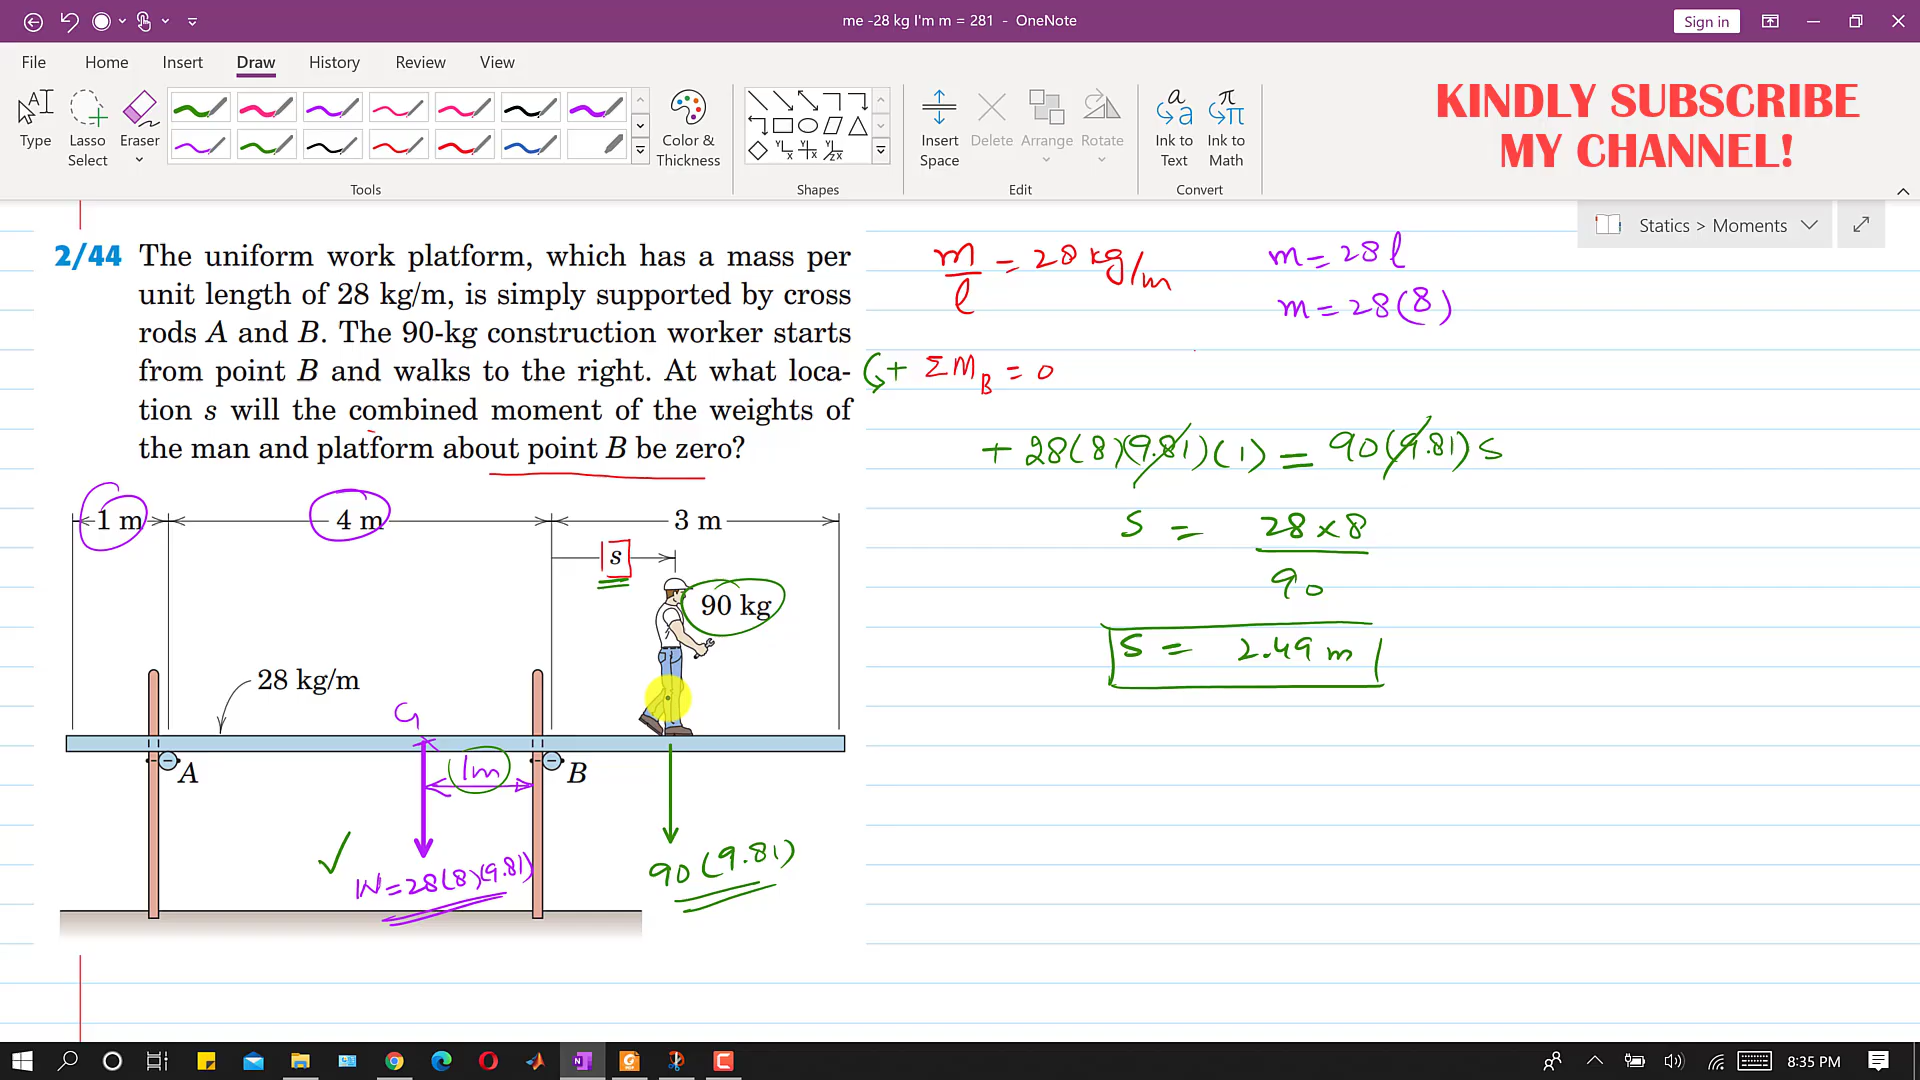 me -28 kg I'm m = 281 - OneNote
Sign in
File Home Insert Draw History Review View
Type
Lasso Select
Eraser
Color & Thickness
Insert Space
Delete
Arrange
Rotate
Ink to Text
Ink to Math
Tools
Shapes
Edit
Convert
KINDLY SUBSCRIBE
MY CHANNEL!
Statics > Moments
2/44 The uniform work platform, which has a mass per
unit length of 28 kg/m, is simply supported by cross
rods A and B. The 90-kg construction worker starts
from point B and walks to the right. At what loca-
tion s will the combined moment of the weights of
the man and platform about point B be zero?
1 m
4 m
3 m
s
90 kg
28 kg/m
G
1m
A
B
W=28(8)(9.81)
90(9.81)
m/l = 28 kg/m
m=28l
m=28(8)
+ ΣM_B = 0
+ 28(8)(9.81)(1) = 90(9.81)s
S = 28×8
90
S = 2.49 m
8:35 PM